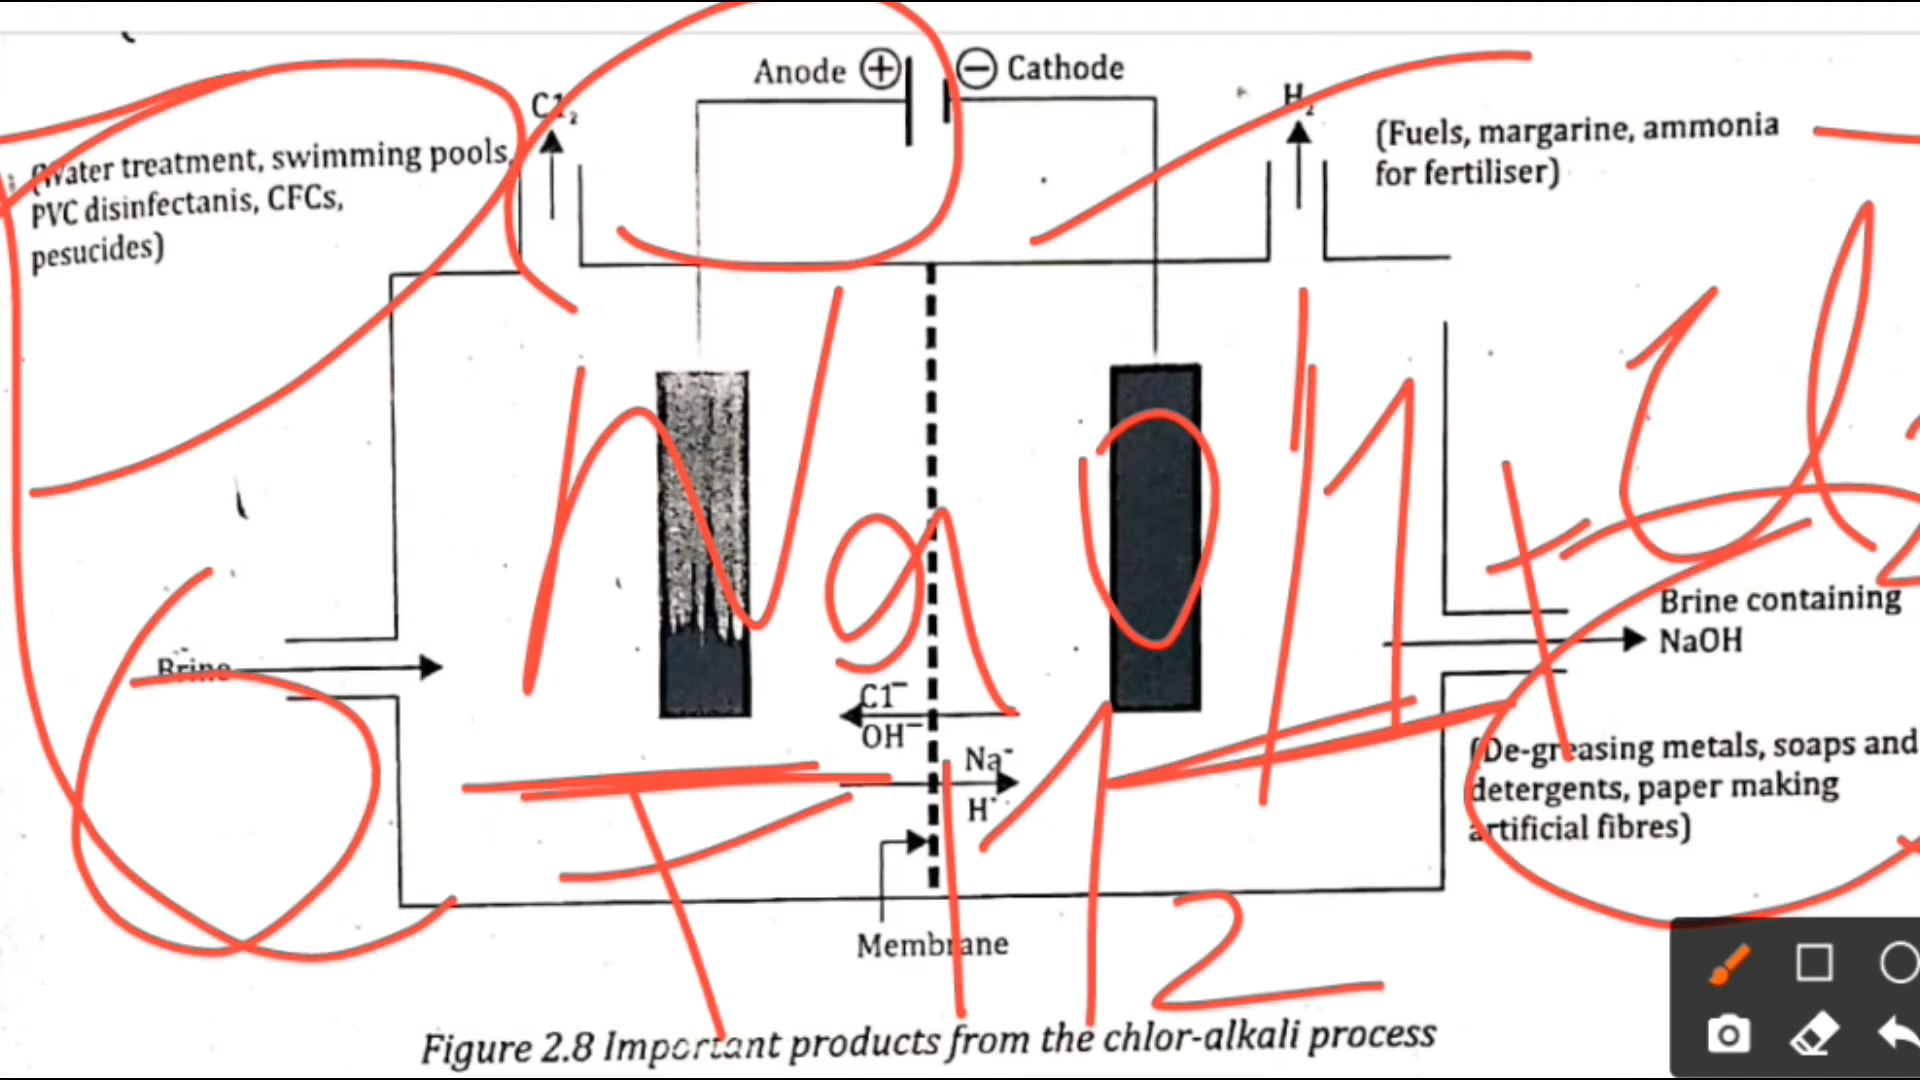 Anode + − Cathode
Cl₂
H₂
(Water treatment, swimming pools,
PVC disinfectanis, CFCs,
pesucides)
(Fuels, margarine, ammonia
for fertiliser)
NaOH + Cl₂
Brine
Brine containing
NaOH
C1⁻
OH⁻
Na⁻
H
+ H2
(De-greasing metals, soaps and
detergents, paper making
artificial fibres)
Membrane
Figure 2.8 Important products from the chlor-alkali process